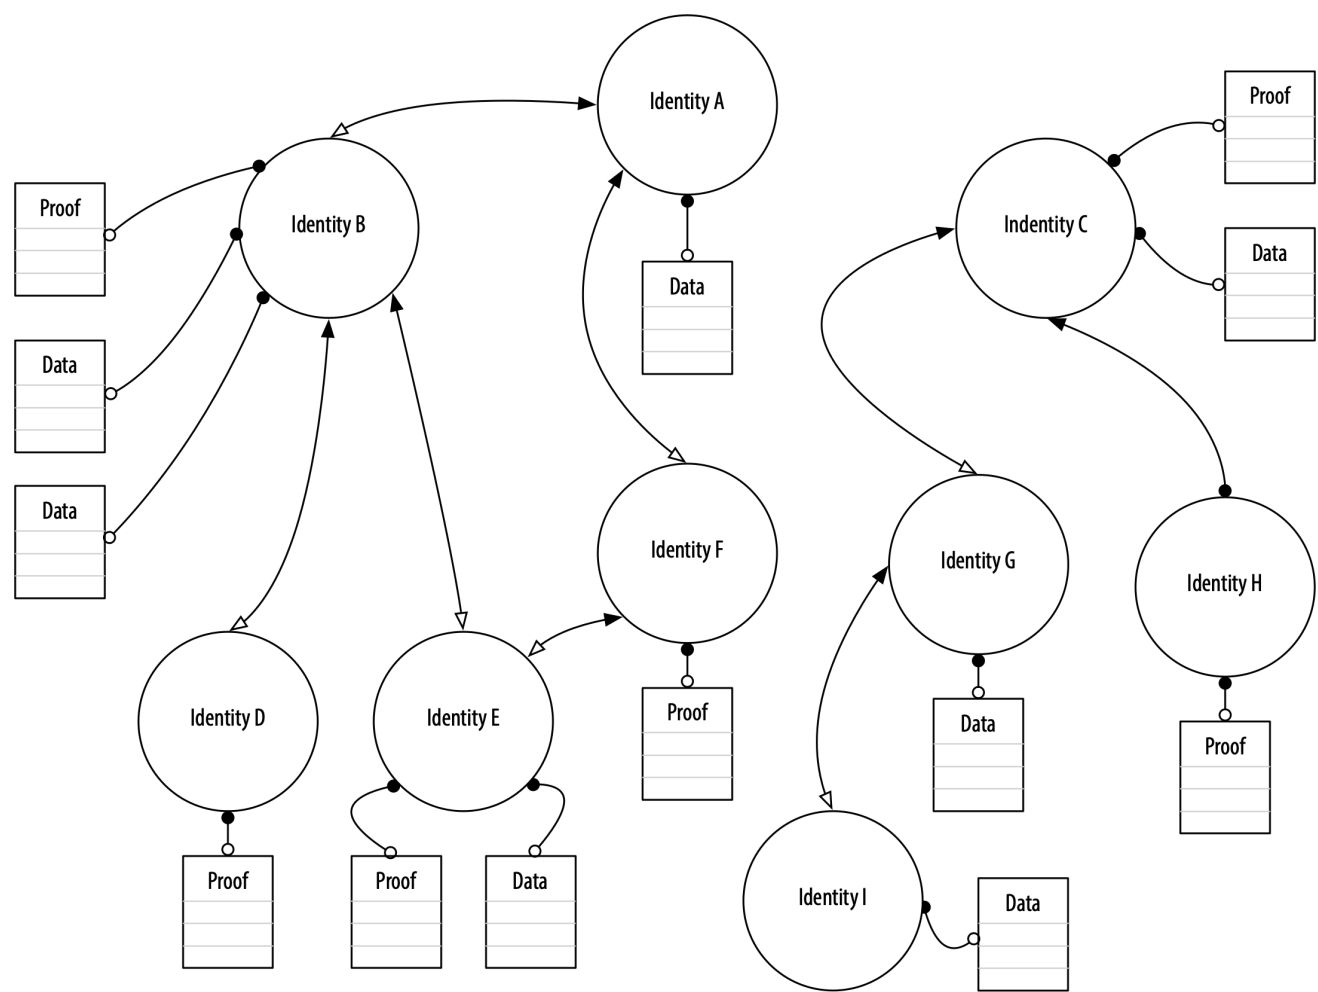 Identity A
Proof
Identity B
Indentity C
Proof
Data
Data
Data
Data
Identity F
Identity G
Identity H
Identity D
Identity E
Proof
Data
Proof
Proof
Proof
Data
Identity I
Data